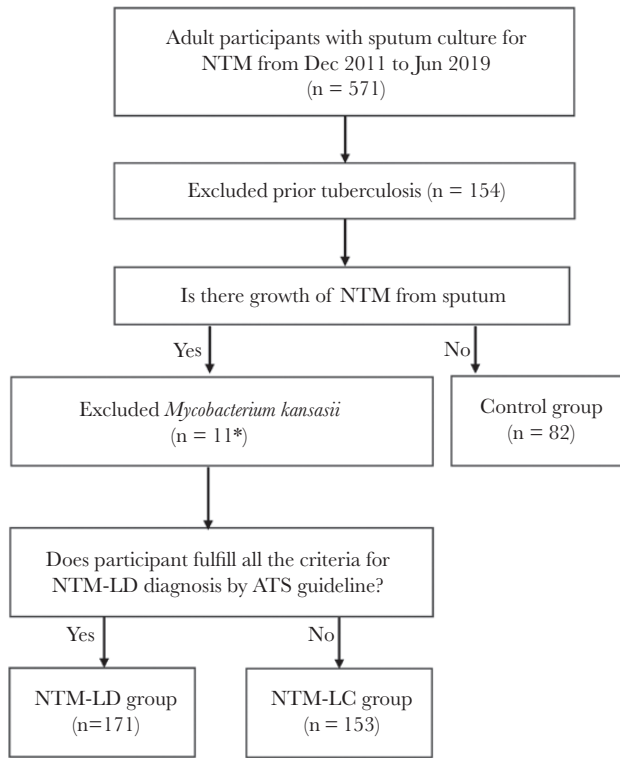 Adult participants with sputum culture for
NTM from Dec 2011 to Jun 2019
(n = 571)
Excluded prior tuberculosis (n = 154)
Is there growth of NTM from sputum
Yes
No
Excluded Mycobacterium kansasii
(n = 11*)
Control group
(n = 82)
Does participant fulfill all the criteria for
NTM-LD diagnosis by ATS guideline?
Yes
No
NTM-LD group
(n=171)
NTM-LC group
(n = 153)